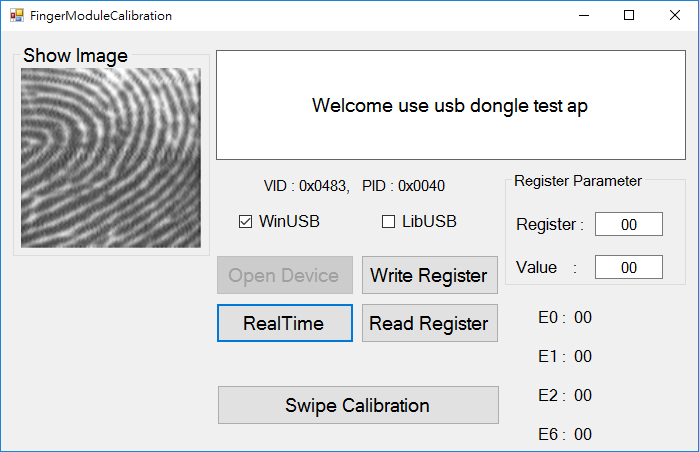 FingerModuleCalibration
Show Image
Welcome use usb dongle test ap
VID : 0x0483, PID : 0x0040
WinUSB
LibUSB
Register Parameter
Register : 00
Value : 00
Open Device
Write Register
RealTime
Read Register
Swipe Calibration
E0 : 00
E1 : 00
E2 : 00
E6 : 00